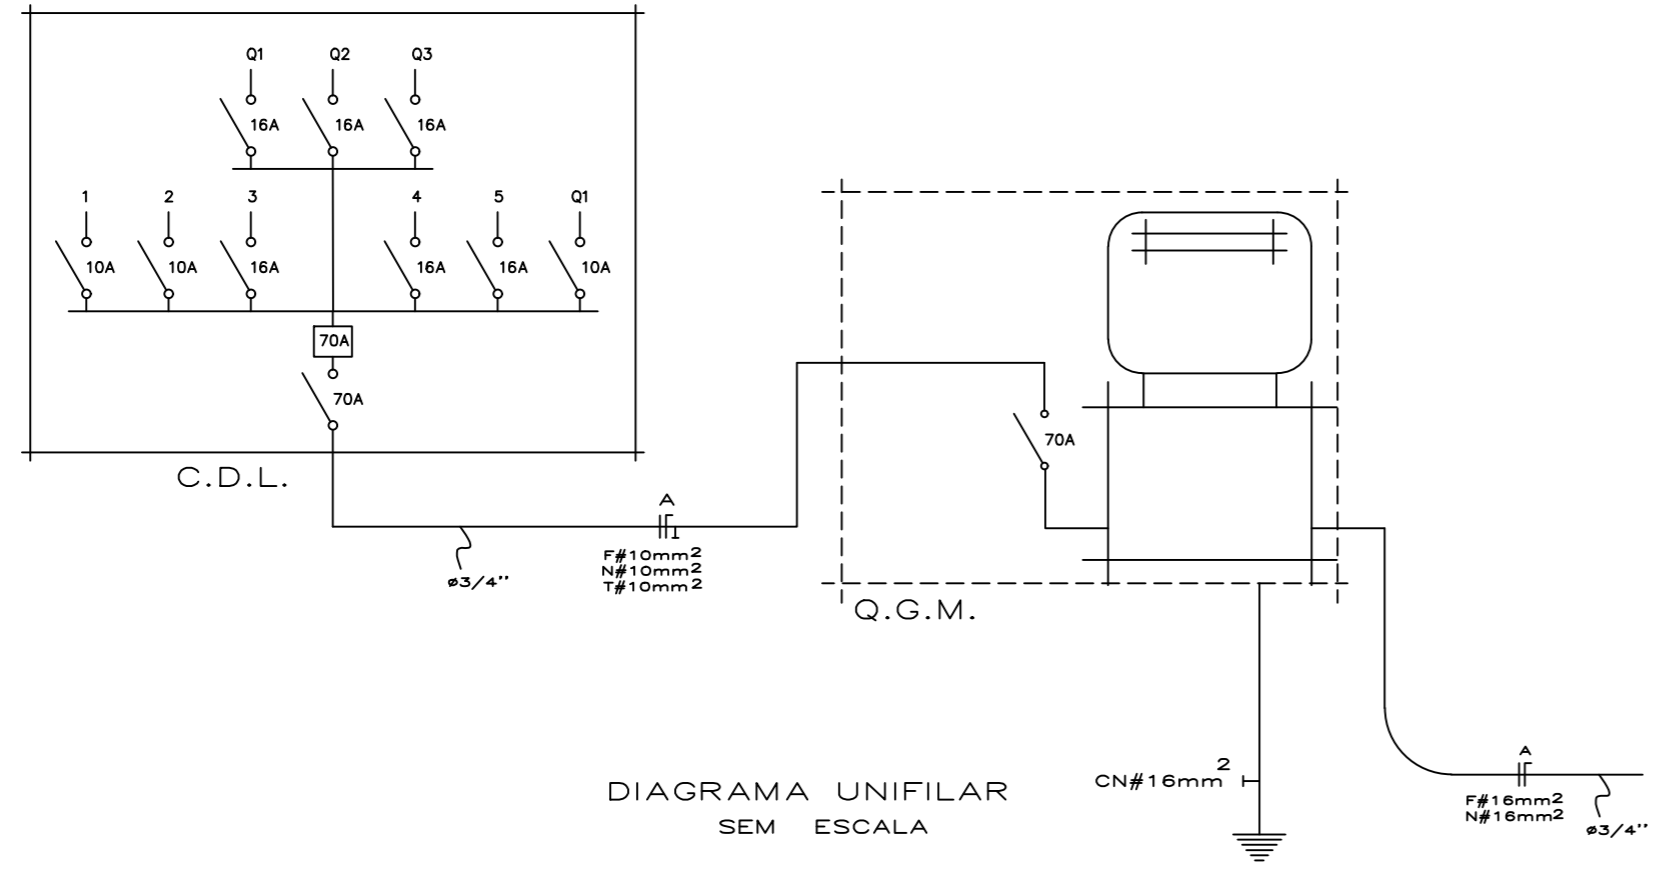 Q1 Q2 Q3
16A 16A 16A
1 2 3 4 5 Q1
10A 10A 16A 16A 16A 10A
70A
70A
C.D.L.
A
F#10mm2
N#10mm2
T#10mm2
ø3/4''
70A
Q.G.M.
CN#16mm2
A
F#16mm2
N#16mm2
ø3/4''
DIAGRAMA UNIFILAR
SEM ESCALA